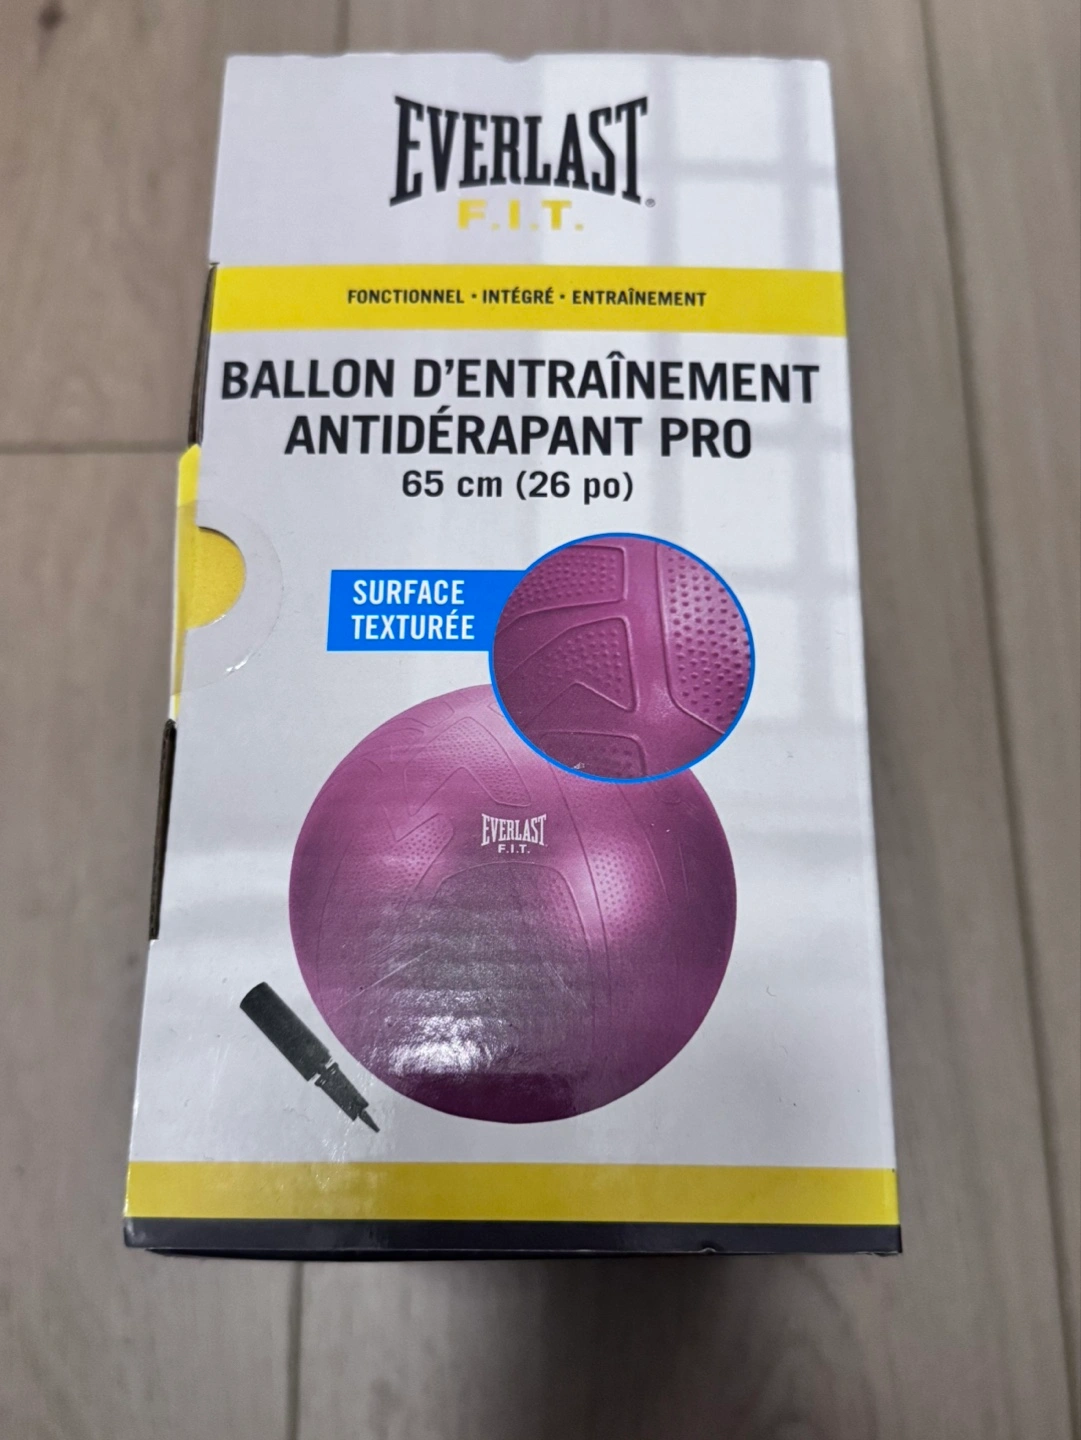 EVERLAST®
F.I.T.
FONCTIONNEL • INTÉGRÉ • ENTRAÎNEMENT
BALLON D'ENTRAÎNEMENT
ANTIDÉRAPANT PRO
65 cm (26 po)
SURFACE
TEXTURÉE
EVERLAST
F.I.T.